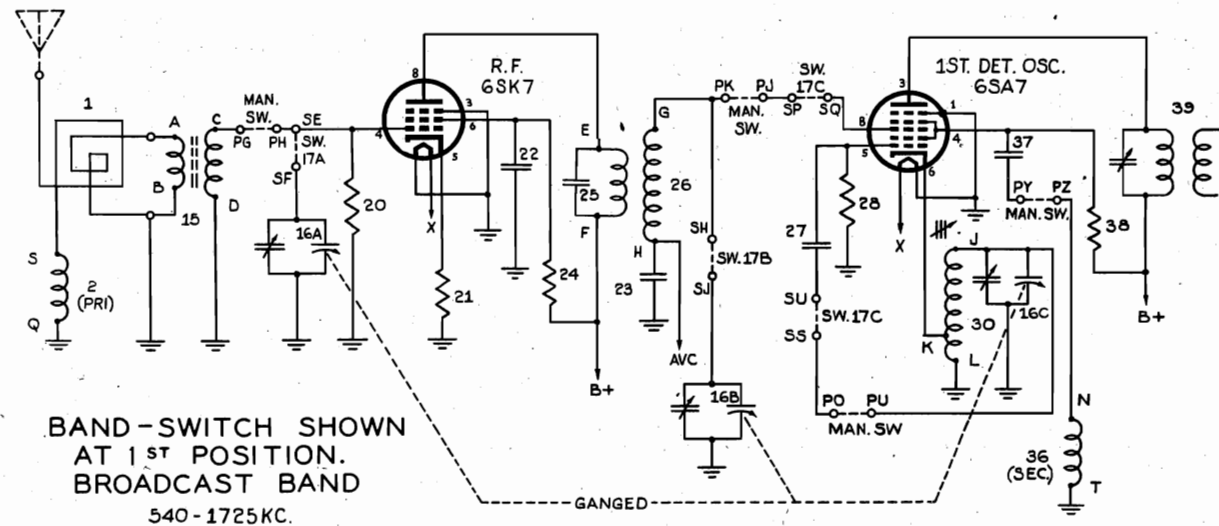 1
A
B
15
C
D
MAN.
SW.
PG
PH
SE
SW.
17A
SF
16A
20
S
Q
2
(PRI)
R.F.
6SK7
8
3
6
4
5
X
21
22
24
25
E
F
B+
G
26
H
23
AVC
SH
SW.17B
SJ
16B
PK
PJ
MAN.
SW.
SW.
17C
SP
SQ
1ST. DET. OSC.
6SA7
3
1
4
8
5
6
X
28
27
SU
SW.17C
SS
PO
PU
MAN. SW
J
30
K
L
16C
37
PY
PZ
MAN. SW.
38
39
B+
N
36
(SEC.)
T
GANGED
BAND-SWITCH SHOWN
AT 1ST POSITION.
BROADCAST BAND
540-1725KC.